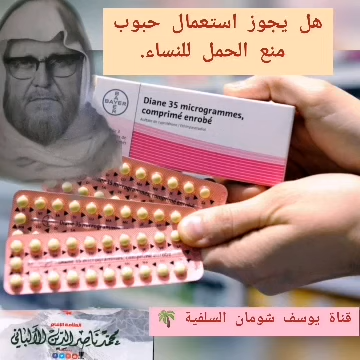 هل يجوز استعمال حبوب
منع الحمل للنساء.
BAYER
Diane 35 microgrammes,
comprimé enrobé
قناة يوسف شومان السلفية 🌴
محمد ناصر الدين الألباني